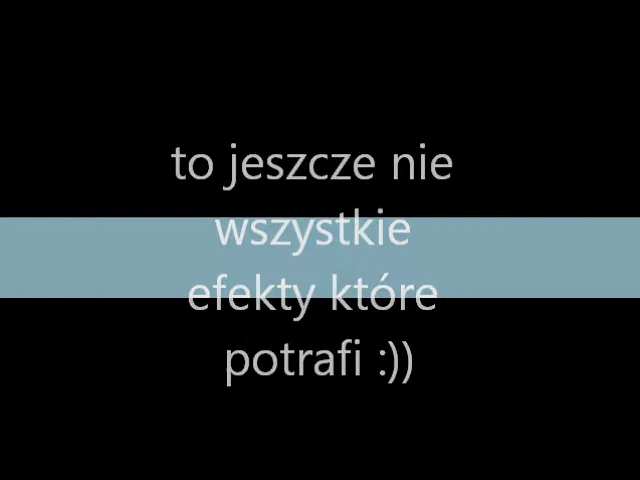 to jeszcze nie
wszystkie
efekty które
potrafi :))